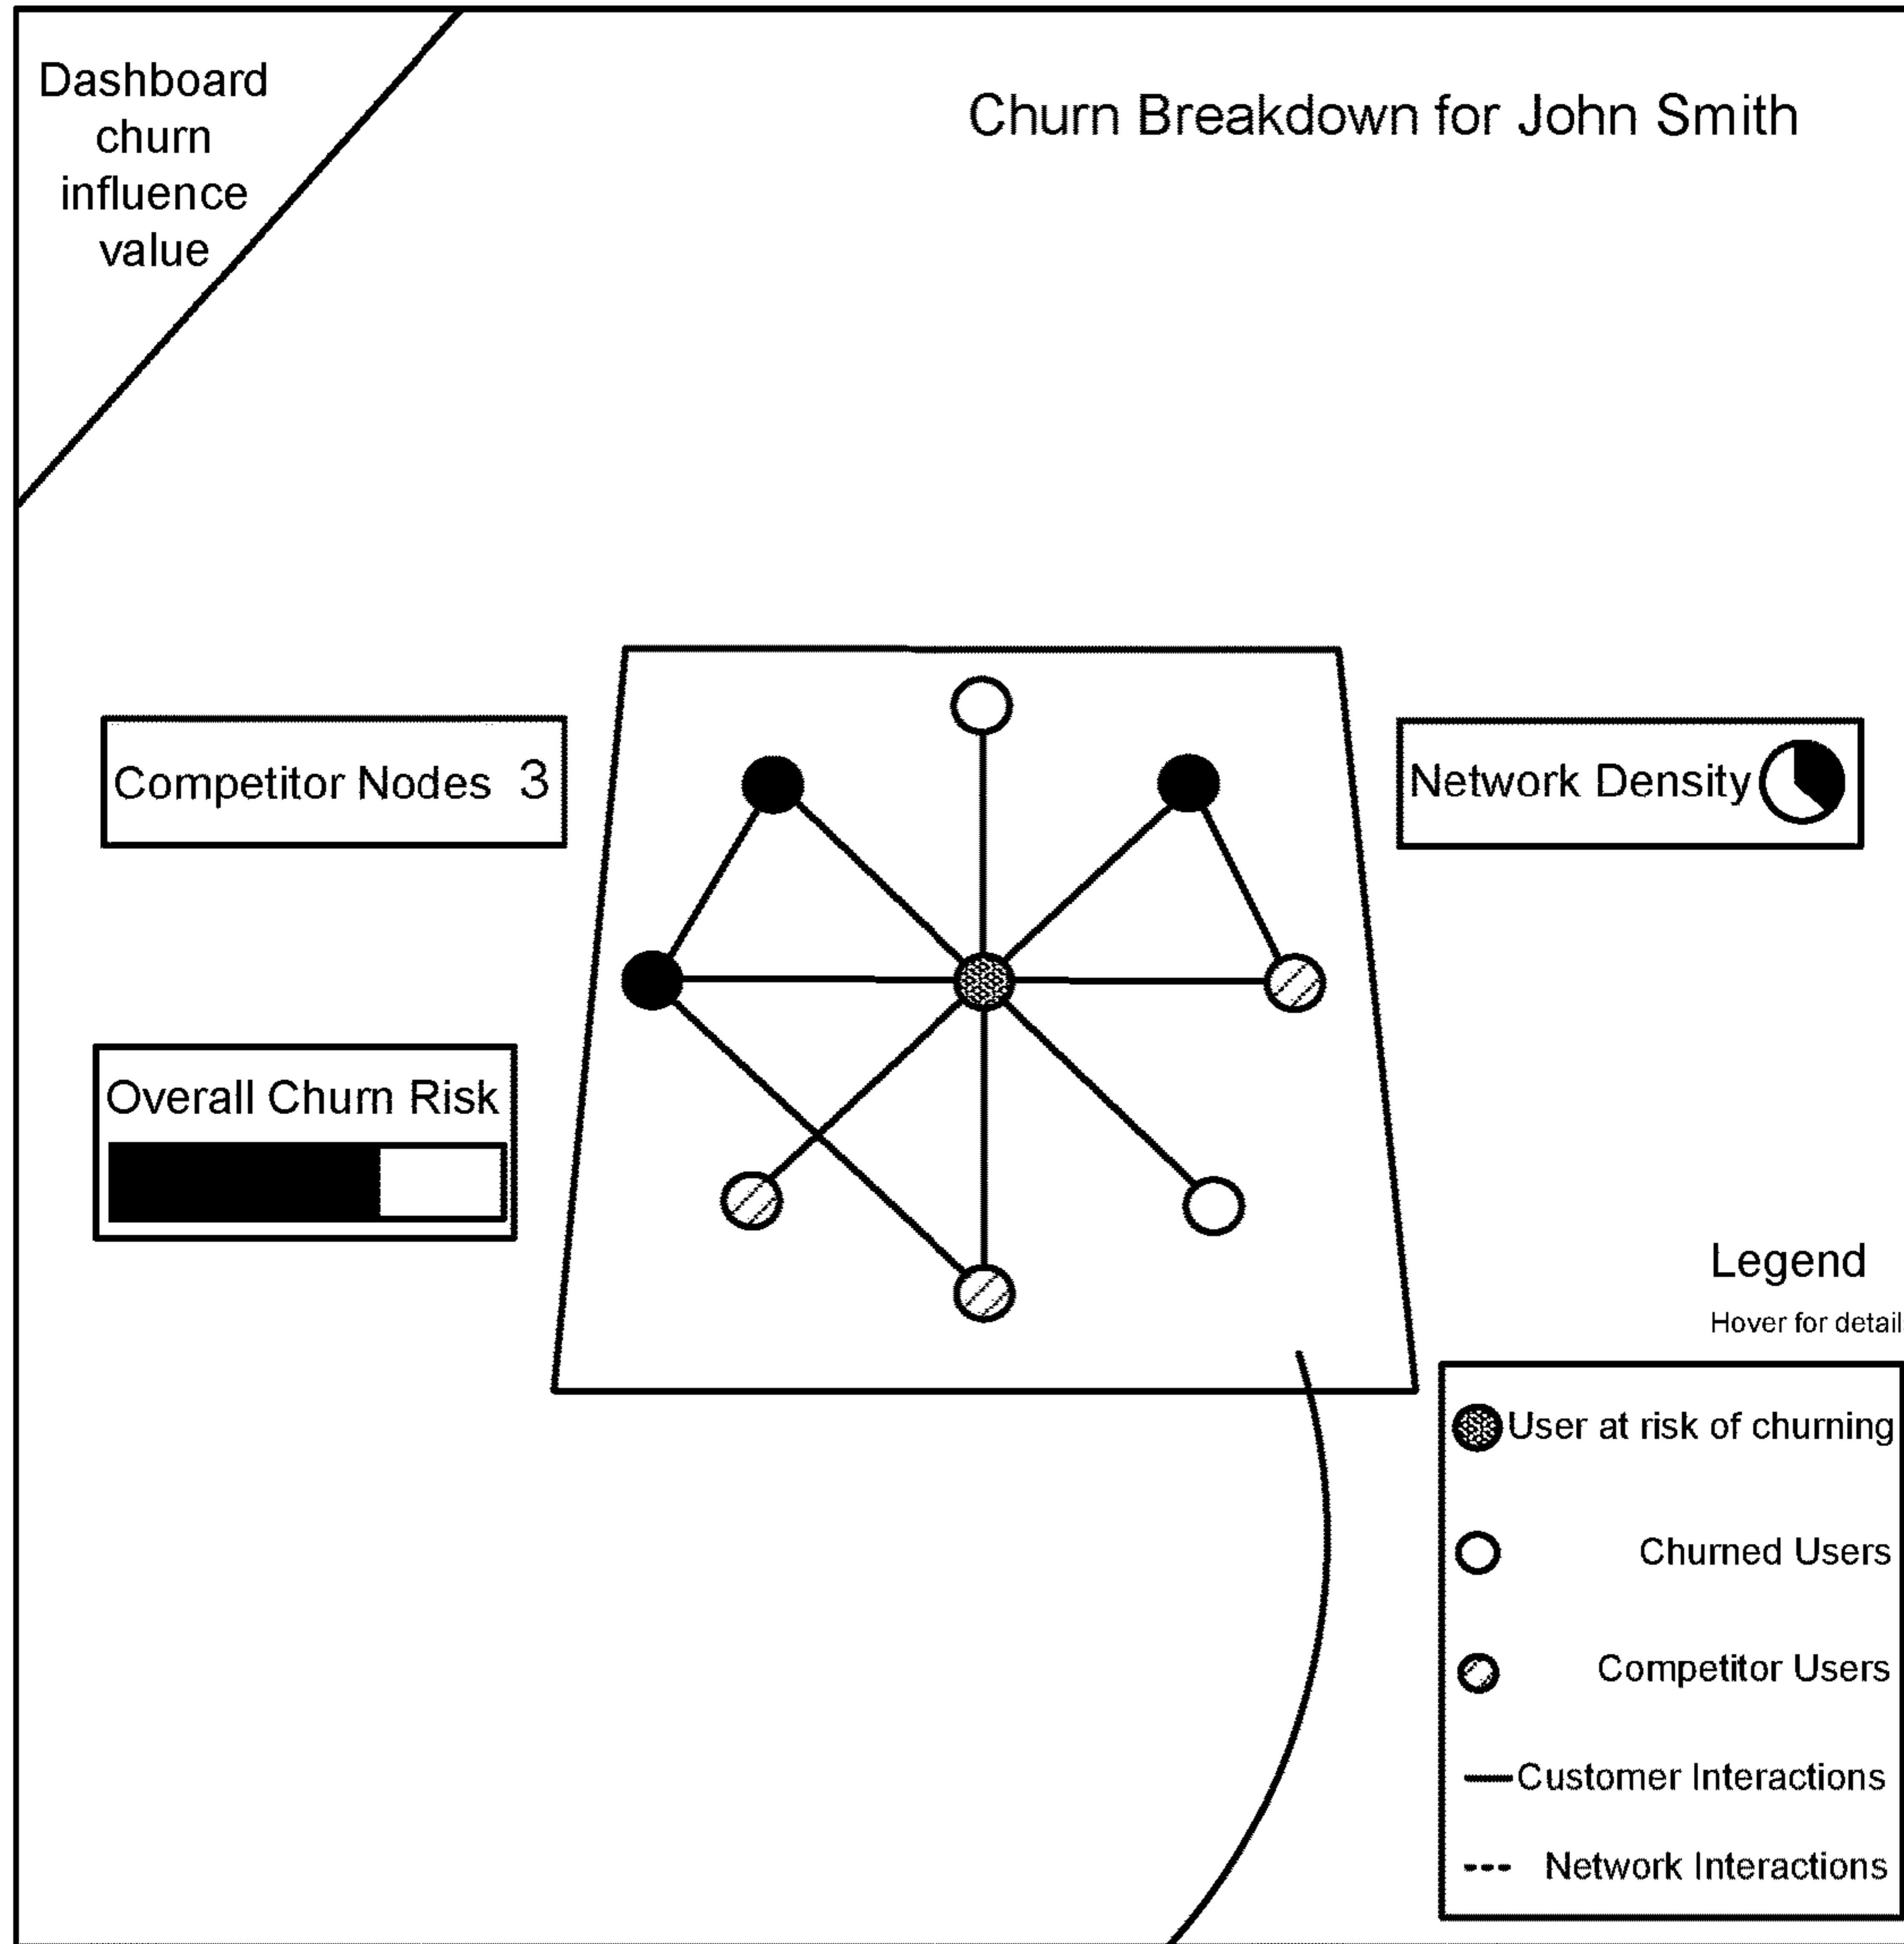 Dashboard
churn
influence
value
Churn Breakdown for John Smith
Competitor Nodes 3
Network Density
Overall Churn Risk
Legend
Hover for detail
User at risk of churning
Churned Users
Competitor Users
Customer Interactions
Network Interactions